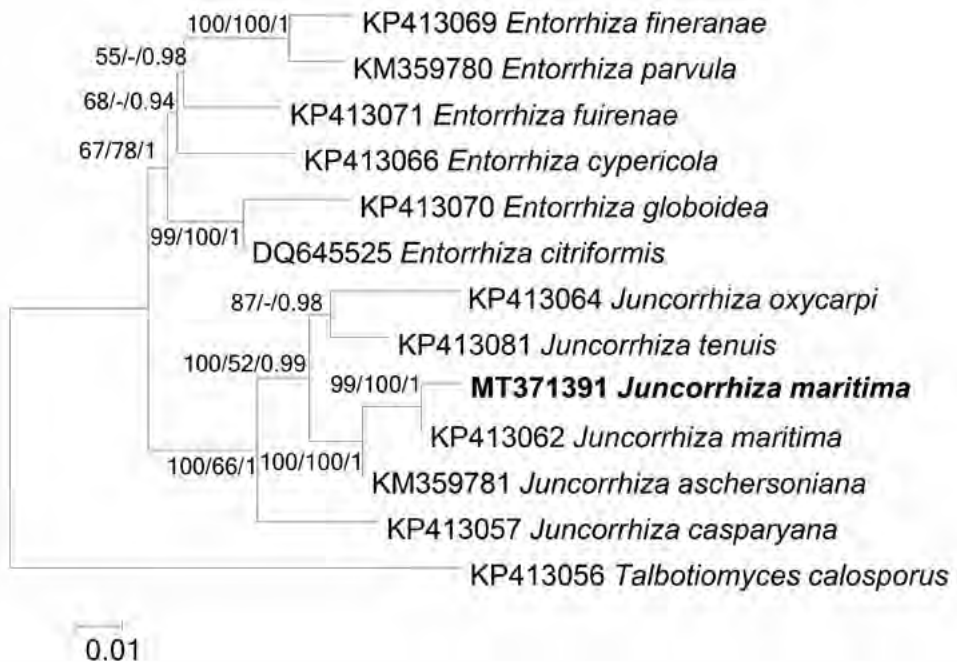 100/100/1
KP413069 Entorrhiza fineranae
55/-/0.98
KM359780 Entorrhiza parvula
68/-/0.94
KP413071 Entorrhiza fuirenae
67/78/1
KP413066 Entorrhiza cypericola
KP413070 Entorrhiza globoidea
99/100/1
DQ645525 Entorrhiza citriformis
87/-/0.98
KP413064 Juncorrhiza oxycarpi
KP413081 Juncorrhiza tenuis
100/52/0.99
99/100/1
MT371391 Juncorrhiza maritima
KP413062 Juncorrhiza maritima
100/66/1
100/100/1
KM359781 Juncorrhiza aschersoniana
KP413057 Juncorrhiza casparyana
KP413056 Talbotiomyces calosporus
0.01